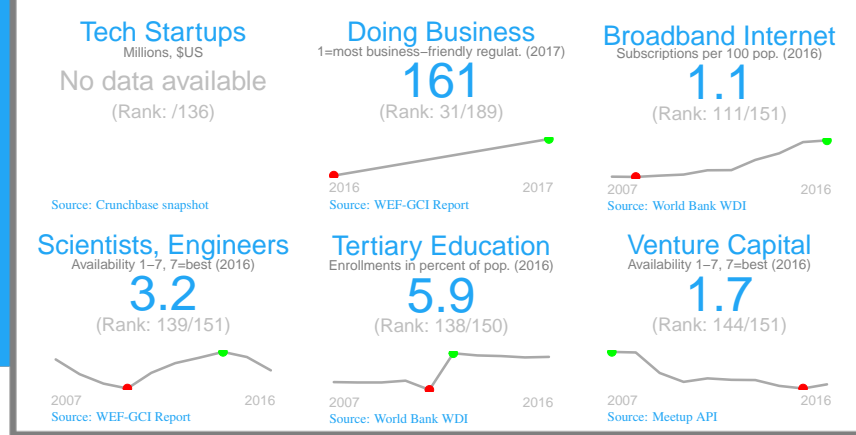 Tech Startups
Millions, $US
No data available
(Rank: /136)
Source: Crunchbase snapshot
Doing Business
1=most business−friendly regulat. (2017)
161
(Rank: 31/189)
2016 2017
Source: WEF-GCI Report
Broadband Internet
Subscriptions per 100 pop. (2016)
1.1
(Rank: 111/151)
2007 2016
Source: World Bank WDI
Scientists, Engineers
Availability 1−7, 7=best (2016)
3.2
(Rank: 139/151)
2007 2016
Source: WEF-GCI Report
Tertiary Education
Enrollments in percent of pop. (2016)
5.9
(Rank: 138/150)
2007 2016
Source: World Bank WDI
Venture Capital
Availability 1−7, 7=best (2016)
1.7
(Rank: 144/151)
2007 2016
Source: Meetup API